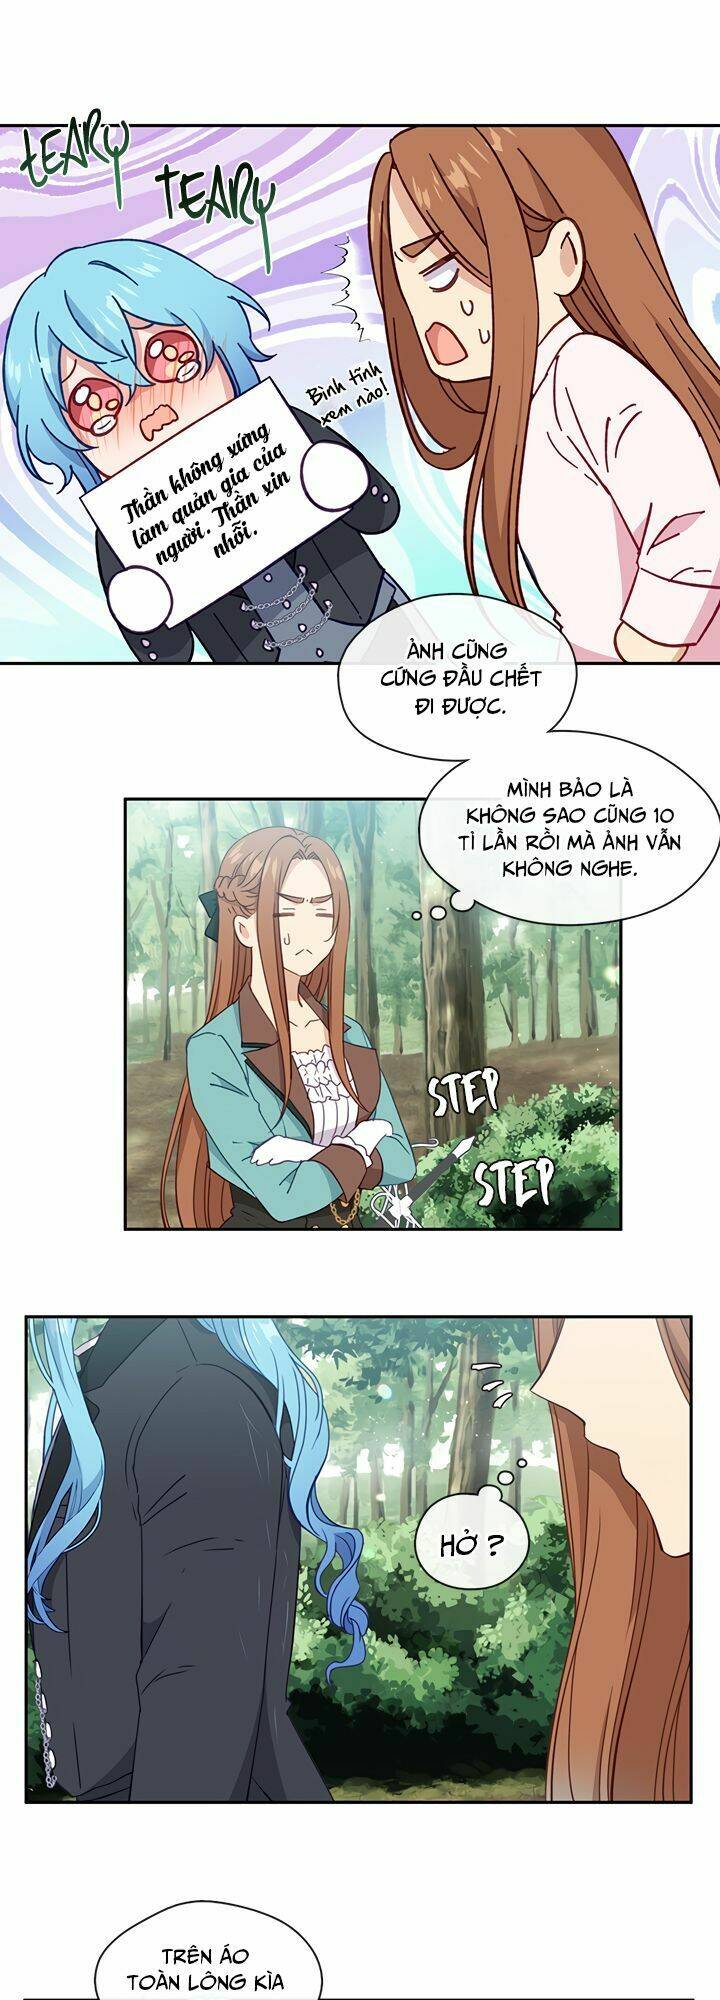 TEARY
TEARY
Bình tĩnh
xem nào!
Thần không xứng
làm quản gia của
người. Thần xin
nhỗi.
ẢNH CŨNG
CỨNG ĐẦU CHẾT
ĐI ĐƯỢC.
MÌNH BẢO LÀ
KHÔNG SAO CŨNG 10
TỈ LẦN RỒI MÀ ẢNH VẪN
KHÔNG NGHE.
STEP
STEP
HỞ ?
TRÊN ÁO
TOÀN LÔNG KÌA